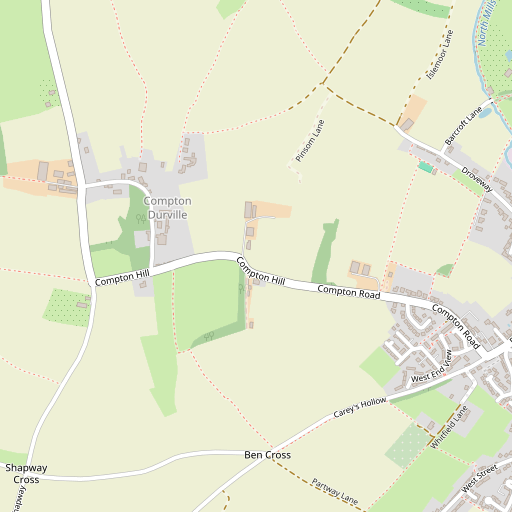 North Mills
Islemoor Lane
Barcroft Lane
Pinsom Lane
Droveway
Compton
Durville
Compton Hill
Compton Hill
Compton Road
Compton Road
West End View
Carey's Hollow
Whitfield Lane
Ben Cross
Shapway
Cross
Shapway
Partway Lane
West Street